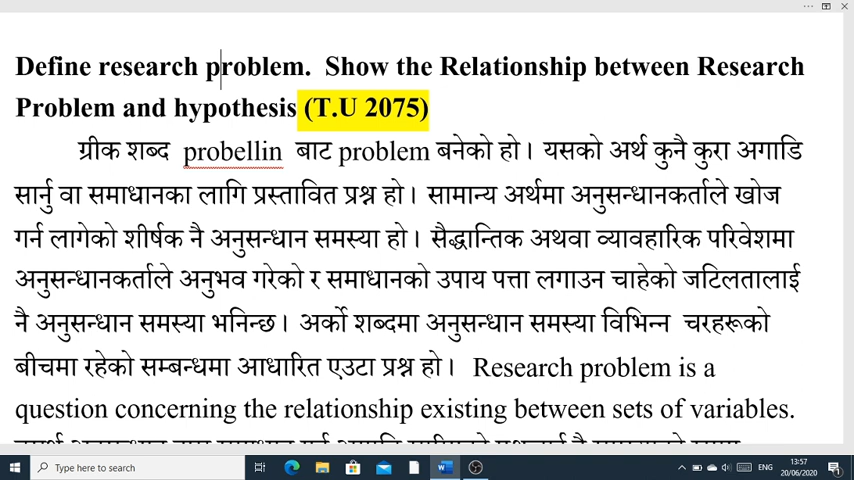 Define research problem. Show the Relationship between Research
Problem and hypothesis (T.U 2075)
ग्रीक शब्द probellin बाट problem बनेको हो। यसको अर्थ कुनै कुरा अगाडि
सार्नु वा समाधानका लागि प्रस्तावित प्रश्न हो। सामान्य अर्थमा अनुसन्धानकर्ताले खोज
गर्न लागेको शीर्षक नै अनुसन्धान समस्या हो। सैद्धान्तिक अथवा व्यावहारिक परिवेशमा
अनुसन्धानकर्ताले अनुभव गरेको र समाधानको उपाय पत्ता लगाउन चाहेको जटिलतालाई
नै अनुसन्धान समस्या भनिन्छ। अर्को शब्दमा अनुसन्धान समस्या विभिन्न चरहरूको
बीचमा रहेको सम्बन्धमा आधारित एउटा प्रश्न हो। Research problem is a
question concerning the relationship existing between sets of variables.
Type here to search
ENG
13:57
20/06/2020
1